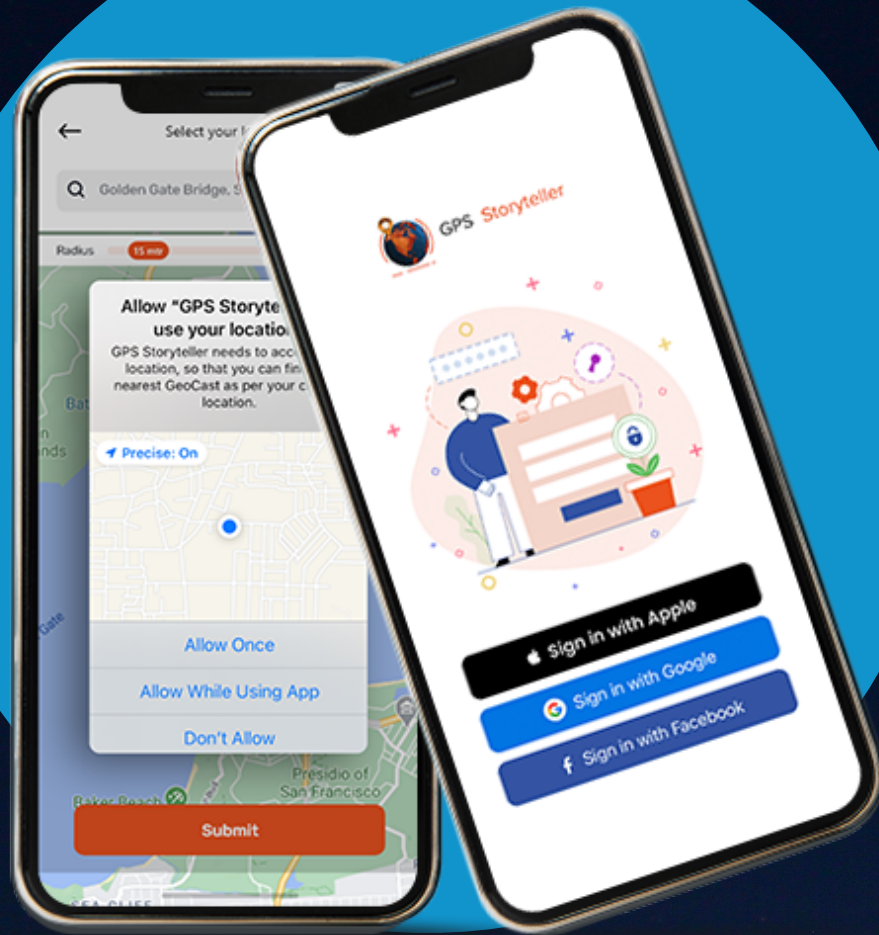 Select your l
Golden Gate Bridge, S
Radius 15 mtr
Allow "GPS Storyte
use your location
GPS Storyteller needs to acc
location, so that you can fin
nearest GeoCast as per your c
location.
Precise: On
Allow Once
Allow While Using App
Don't Allow
Presidio of
San Francisco
Baker Beach
Submit
SEA CLIFF
Gate
GPS Storyteller
Sign in with Apple
Sign in with Google
Sign in with Facebook